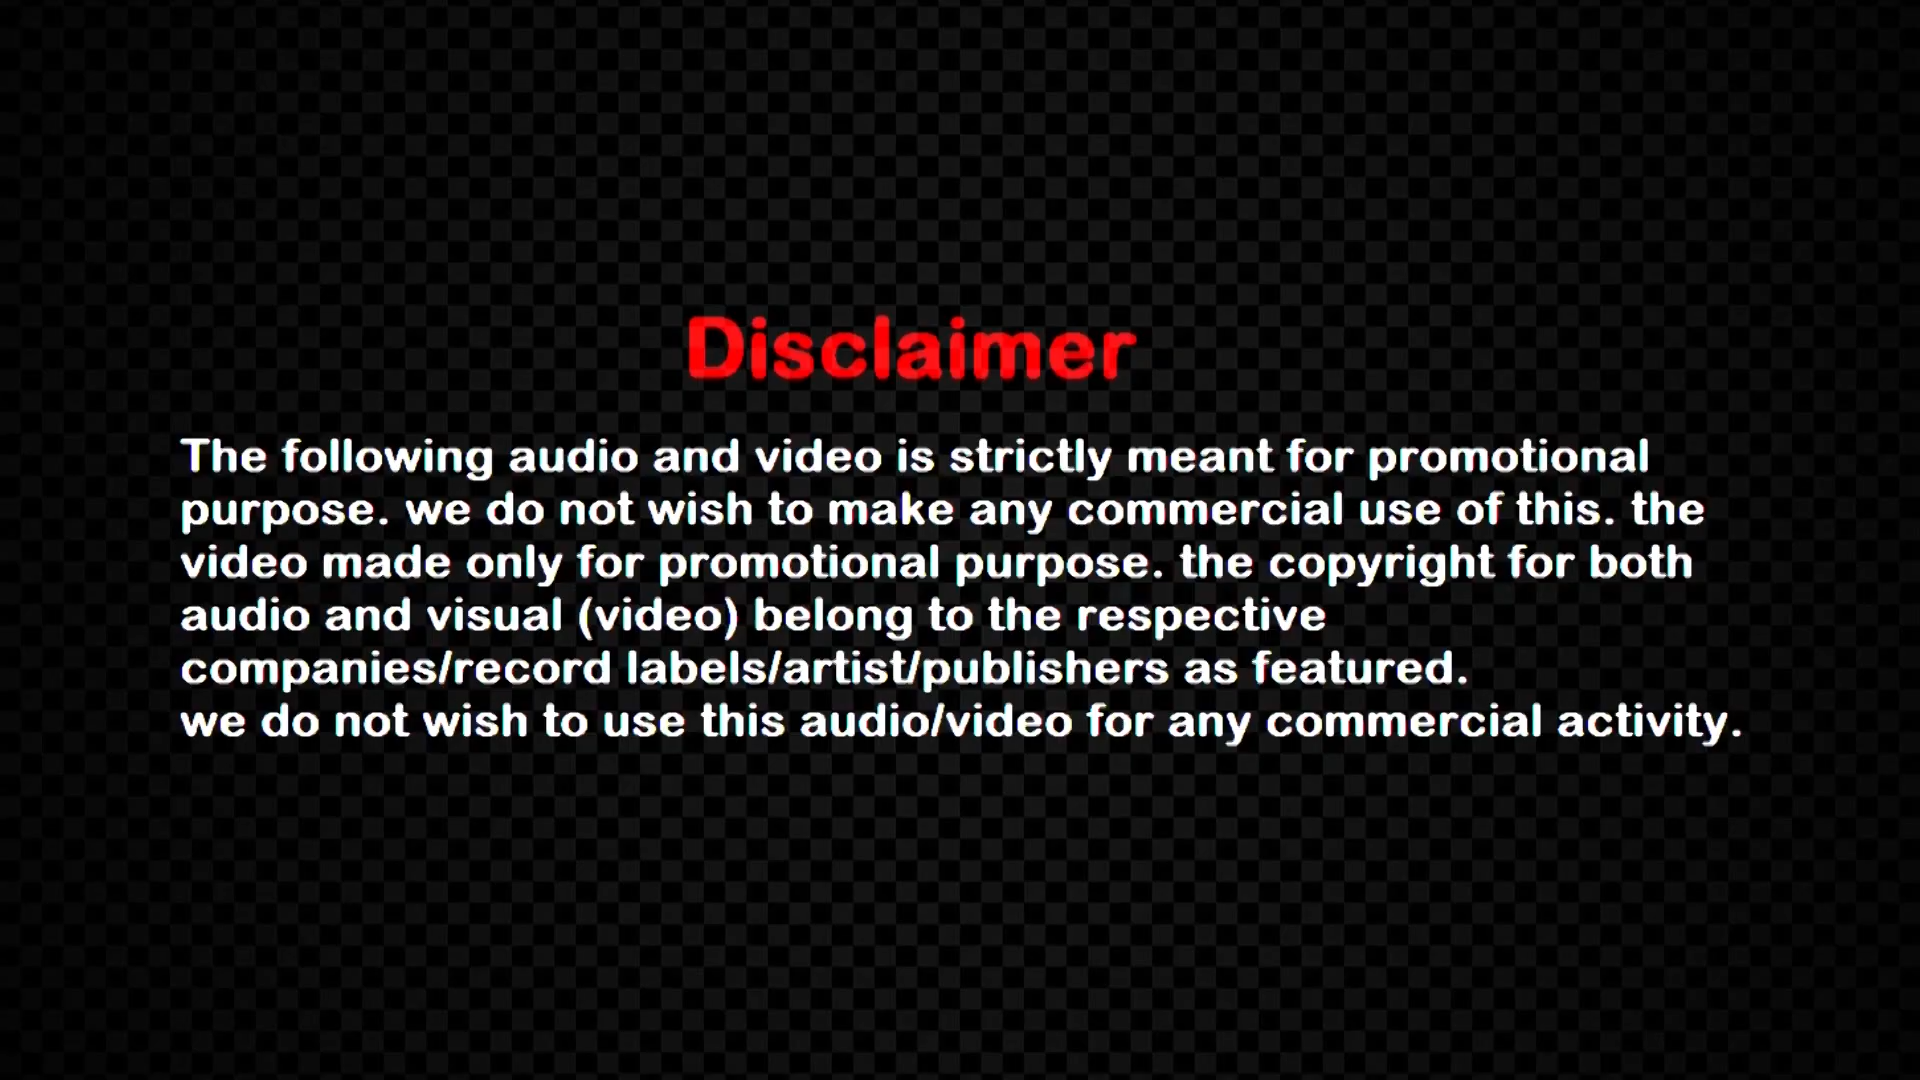 Disclaimer
The following audio and video is strictly meant for promotional
purpose. we do not wish to make any commercial use of this. the
video made only for promotional purpose. the copyright for both
audio and visual (video) belong to the respective
companies/record labels/artist/publishers as featured.
we do not wish to use this audio/video for any commercial activity.